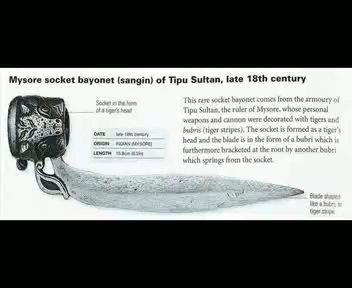 Mysore socket bayonet (sangin) of Tipu Sultan, late 18th century
Socket in the form
of a tiger's head
This rare socket bayonet comes from the armoury of
Tipu Sultan, the ruler of Mysore, whose personal
weapons and cannon were decorated with tigers and
bubris (tiger stripes). The socket is formed as a tiger's
head and the blade is in the form of a bubri which is
furthermore bracketed at the root by another bubri
which springs from the socket.
DATE late 18th century
ORIGIN INDIAN (MYSORE)
LENGTH
Blade shaped
like a bubri, or
tiger stripe